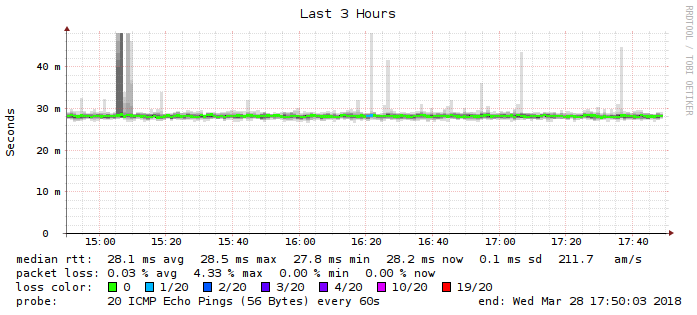 Last 3 Hours
RRDTOOL / TOBI OETIKER
Seconds
40 m
30 m
20 m
10 m
0
15:00 15:20 15:40 16:00 16:20 16:40 17:00 17:20 17:40
median rtt: 28.1 ms avg 28.5 ms max 27.8 ms min 28.2 ms now 0.1 ms sd 211.7 am/s
packet loss: 0.03 % avg 4.33 % max 0.00 % min 0.00 % now
loss color: 0 1/20 2/20 3/20 4/20 10/20 19/20
probe: 20 ICMP Echo Pings (56 Bytes) every 60s end: Wed Mar 28 17:50:03 2018